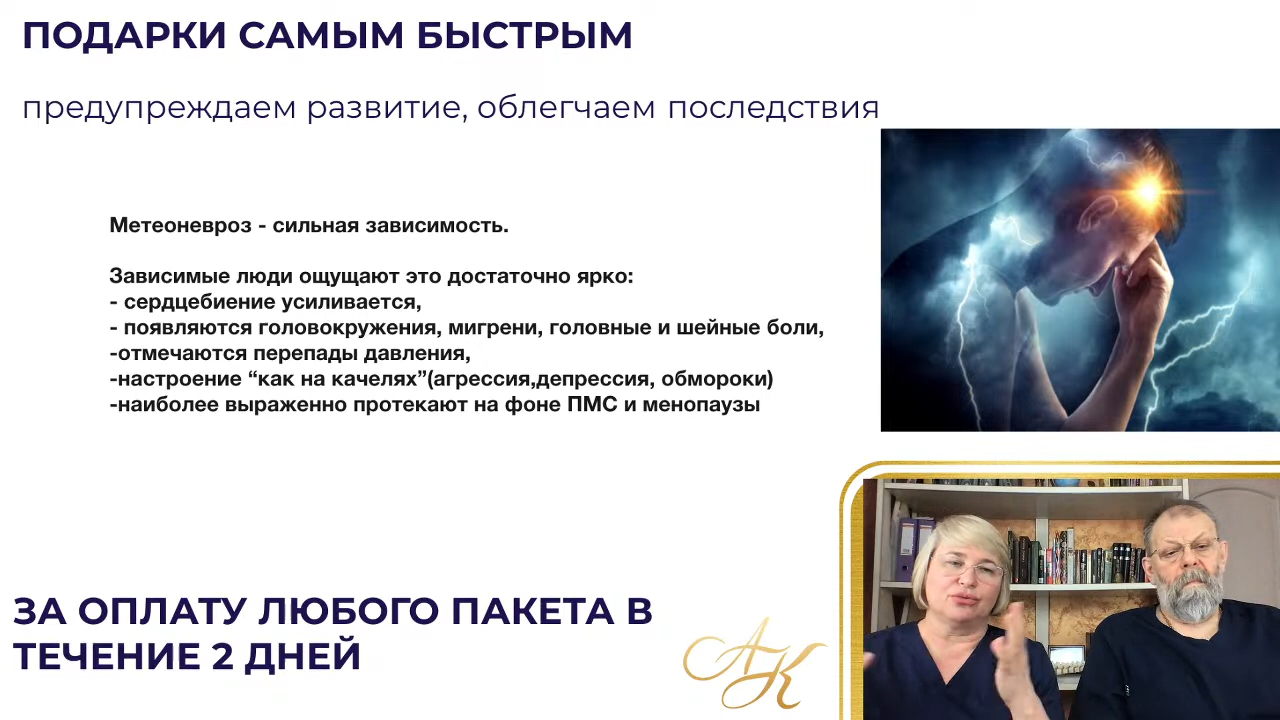 ПОДАРКИ САМЫМ БЫСТРЫМ
предупреждаем развитие, облегчаем последствия
Метеоневроз - сильная зависимость.
Зависимые люди ощущают это достаточно ярко:
- сердцебиение усиливается,
- появляются головокружения, мигрени, головные и шейные боли,
-отмечаются перепады давления,
-настроение “как на качелях”(агрессия,депрессия, обмороки)
-наиболее выраженно протекают на фоне ПМС и менопаузы
ЗА ОПЛАТУ ЛЮБОГО ПАКЕТА В
ТЕЧЕНИЕ 2 ДНЕЙ
АК